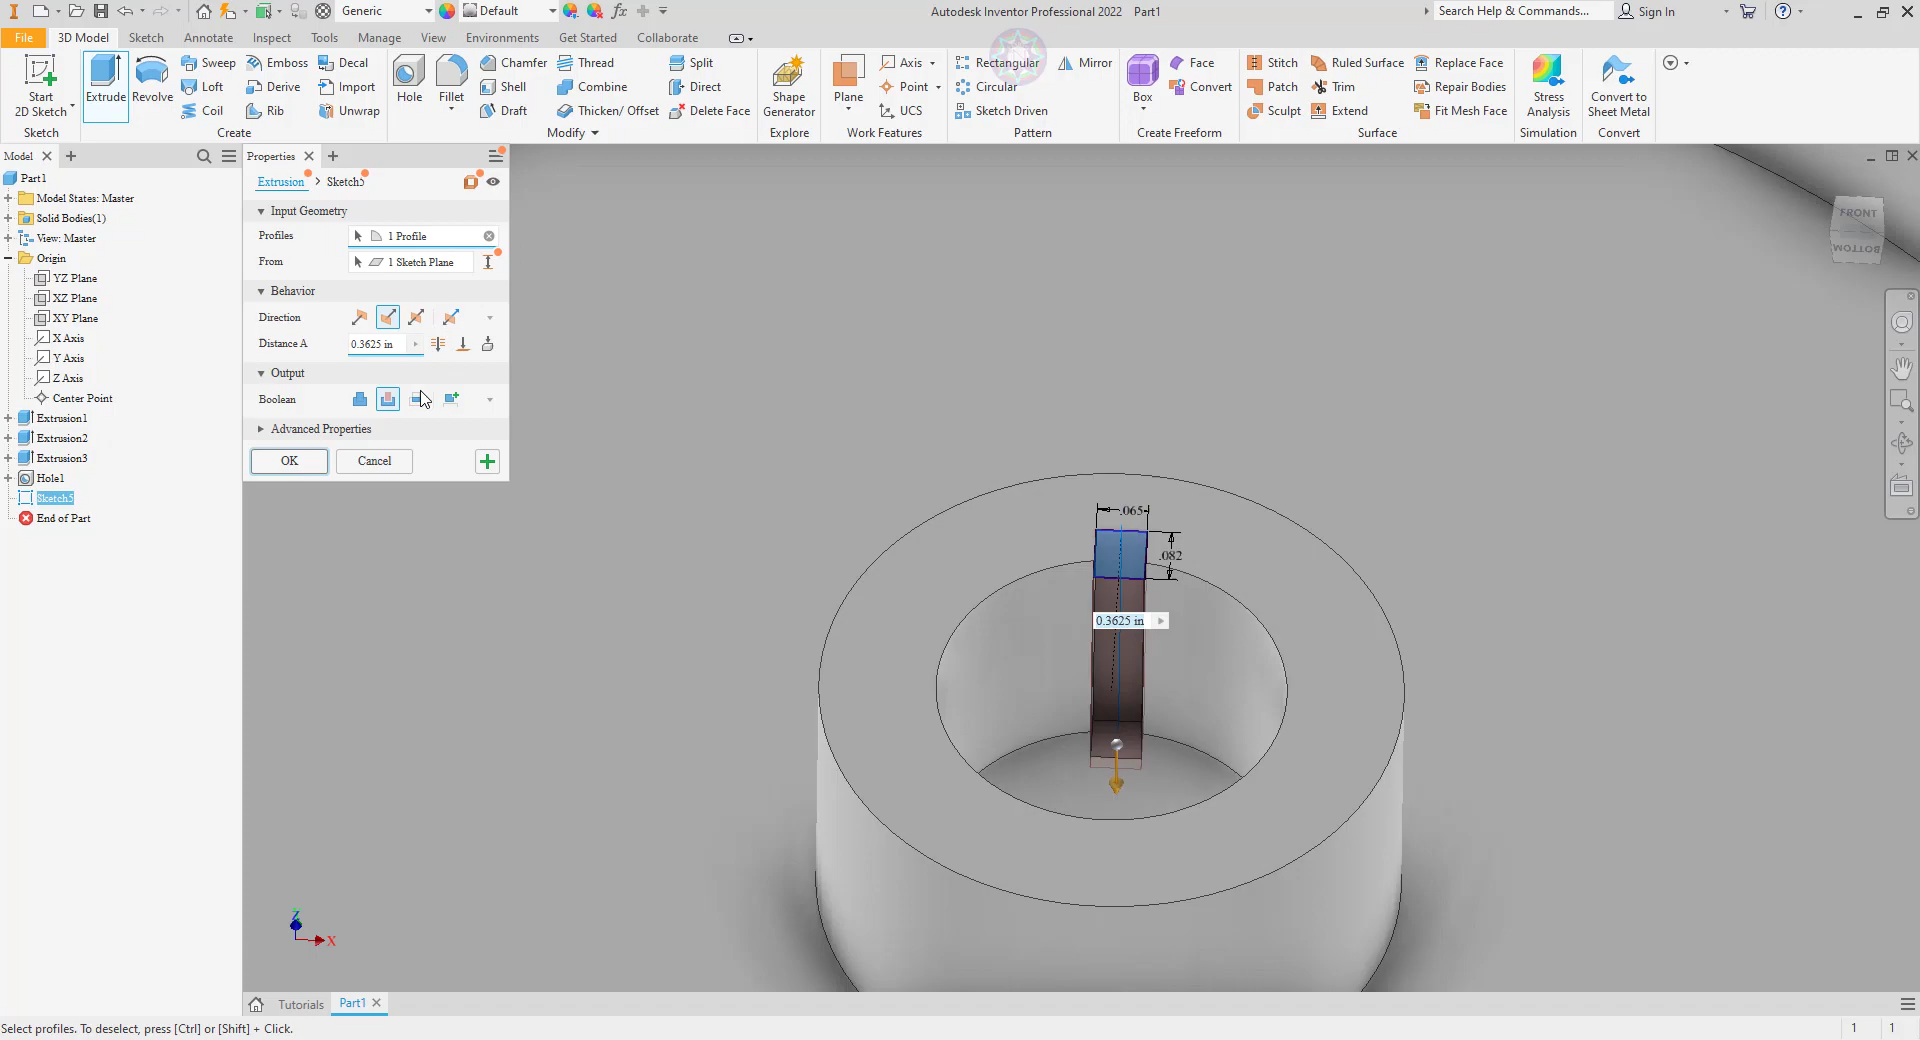 Generic
Default
Autodesk Inventor Professional 2022 Part1
Search Help & Commands...
Sign In
File 3D Model Sketch Annotate Inspect Tools Manage View Environments Get Started Collaborate
Start
2D Sketch
Sketch
Extrude
Revolve
Sweep
Loft
Coil
Emboss
Derive
Rib
Decal
Import
Unwrap
Create
Hole
Fillet
Chamfer
Shell
Draft
Thread
Combine
Thicken/ Offset
Split
Direct
Delete Face
Modify
Shape
Generator
Explore
Plane
Axis
Point
UCS
Work Features
Rectangular
Circular
Sketch Driven
Mirror
Pattern
Box
Face
Convert
Create Freeform
Stitch
Patch
Sculpt
Ruled Surface
Trim
Extend
Replace Face
Repair Bodies
Fit Mesh Face
Surface
Stress
Analysis
Simulation
Convert to
Sheet Metal
Convert
Model
Part1
Model States: Master
Solid Bodies(1)
View: Master
Origin
YZ Plane
XZ Plane
XY Plane
X Axis
Y Axis
Z Axis
Center Point
Extrusion1
Extrusion2
Extrusion3
Hole1
Sketch5
End of Part
Properties
Extrusion > Sketch5
Input Geometry
Profiles 1 Profile
From 1 Sketch Plane
Behavior
Direction
Distance A 0.3625 in
Output
Boolean
Advanced Properties
OK Cancel
FRONT
BOTTOM
.065
.082
0.3625 in
Z
X
Tutorials Part1
Select profiles. To deselect, press [Ctrl] or [Shift] + Click.
1 1